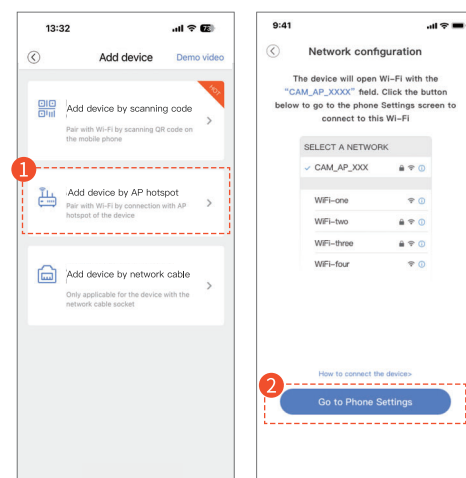 13:32
73
Add device
Demo video
HOT
Add device by scanning code
Pair with Wi-Fi by scanning QR code on
the mobile phone
1
Add device by AP hotspot
Pair with Wi-Fi by connection with AP
hotspot of the device
Add device by network cable
Only applicable for the device with the
network cable socket
9:41
Network configuration
The device will open Wi-Fi with the
"CAM_AP_XXXX" field. Click the button
below to go to the phone Settings screen to
connect to this Wi-Fi
SELECT A NETWORK
CAM_AP_XXX
WiFi-one
WiFi-two
WiFi-three
WiFi-four
How to connect the device>
2
Go to Phone Settings